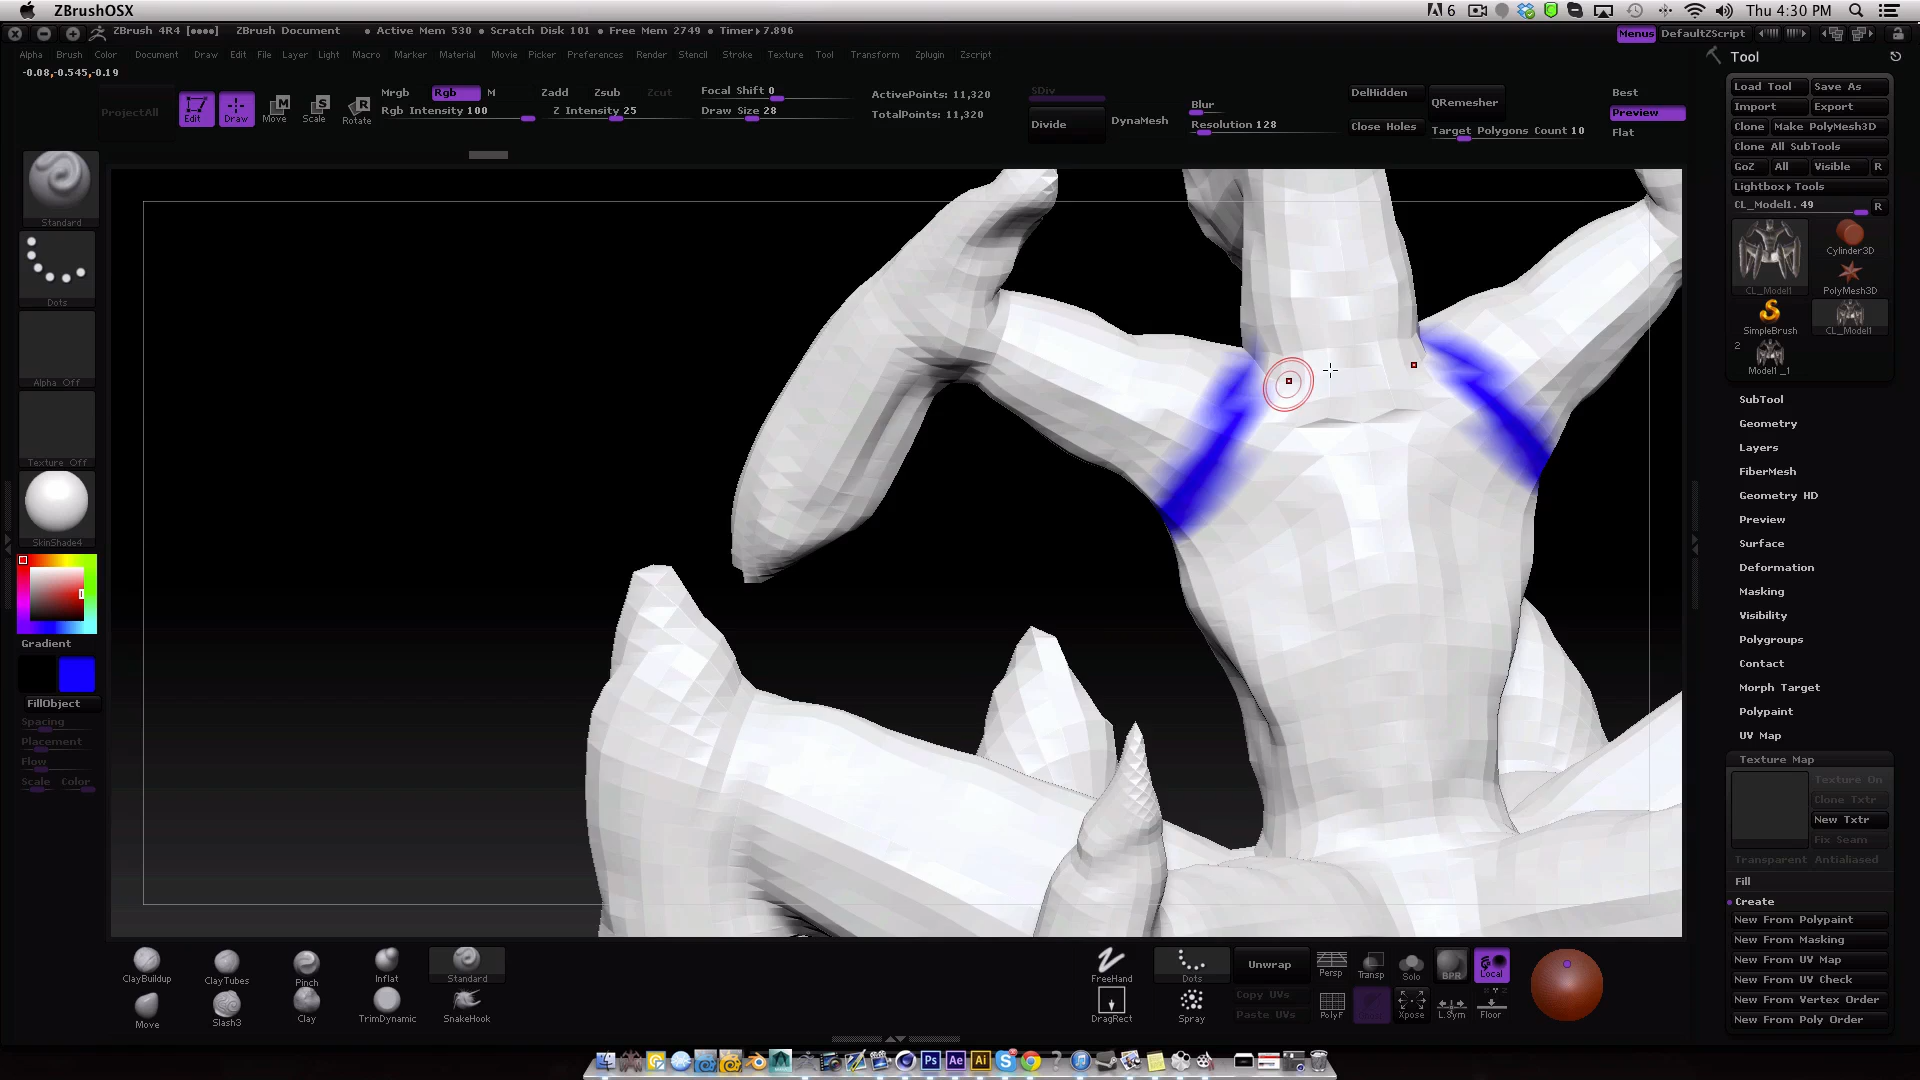 ZBrushOSX
6
Thu 4:30 PM
ZBrush 4R4 [••••] ZBrush Document • Active Mem 530 • Scratch Disk 101 • Free Mem 2749 • Timer▸7.896
Menus DefaultZScript
Alpha Brush Color Document Draw Edit File Layer Light Macro Marker Material Movie Picker Preferences Render Stencil Stroke Texture Tool Transform Zplugin Zscript
-0.08,-0.545,-0.19
ProjectAll
Edit
Draw
Move
Scale
Rotate
Mrgb Rgb M
Rgb Intensity 100
Zadd Zsub Zcut
Z Intensity 25
Focal Shift 0
Draw Size 28
ActivePoints: 11,320
TotalPoints: 11,320
SDiv
Divide
DynaMesh
Blur
Resolution 128
DelHidden
Close Holes
QRemesher
Target Polygons Count 10
Best
Preview
Flat
Standard
Dots
Alpha Off
Texture Off
SkinShade4
Gradient
FillObject
Spacing
Placement
Flow
Scale Color
Tool
Load Tool Save As
Import Export
Clone Make PolyMesh3D
Clone All SubTools
GoZ All Visible R
Lightbox▸Tools
CL_Model1. 49 R
CL_Model1
Cylinder3D
PolyMesh3D
SimpleBrush
CL_Model1
2
Model1_1
SubTool
Geometry
Layers
FiberMesh
Geometry HD
Preview
Surface
Deformation
Masking
Visibility
Polygroups
Contact
Morph Target
Polypaint
UV Map
Texture Map
Texture On
Clone Txtr
New Txtr
Fix Seam
Transparent Antialiased
Fill
Create
New From Polypaint
New From Masking
New From UV Map
New From UV Check
New From Vertex Order
New From Poly Order
ClayBuildup
ClayTubes
Pinch
Inflat
Standard
Move
Slash3
Clay
TrimDynamic
SnakeHook
FreeHand
Dots
DragRect
Spray
Unwrap
Copy UVs
Paste UVs
Persp
Transp
Solo
BPR
Local
PolyF
Xpose
L.Sym
Floor
Ps Ae Ai